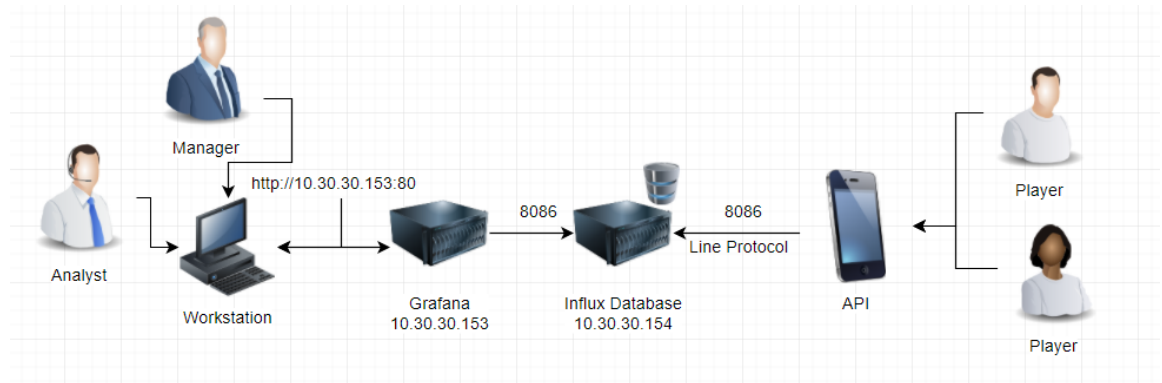 Manager
http://10.30.30.153:80
Analyst
Workstation
Grafana
10.30.30.153
8086
Influx Database
10.30.30.154
8086
Line Protocol
API
Player
Player